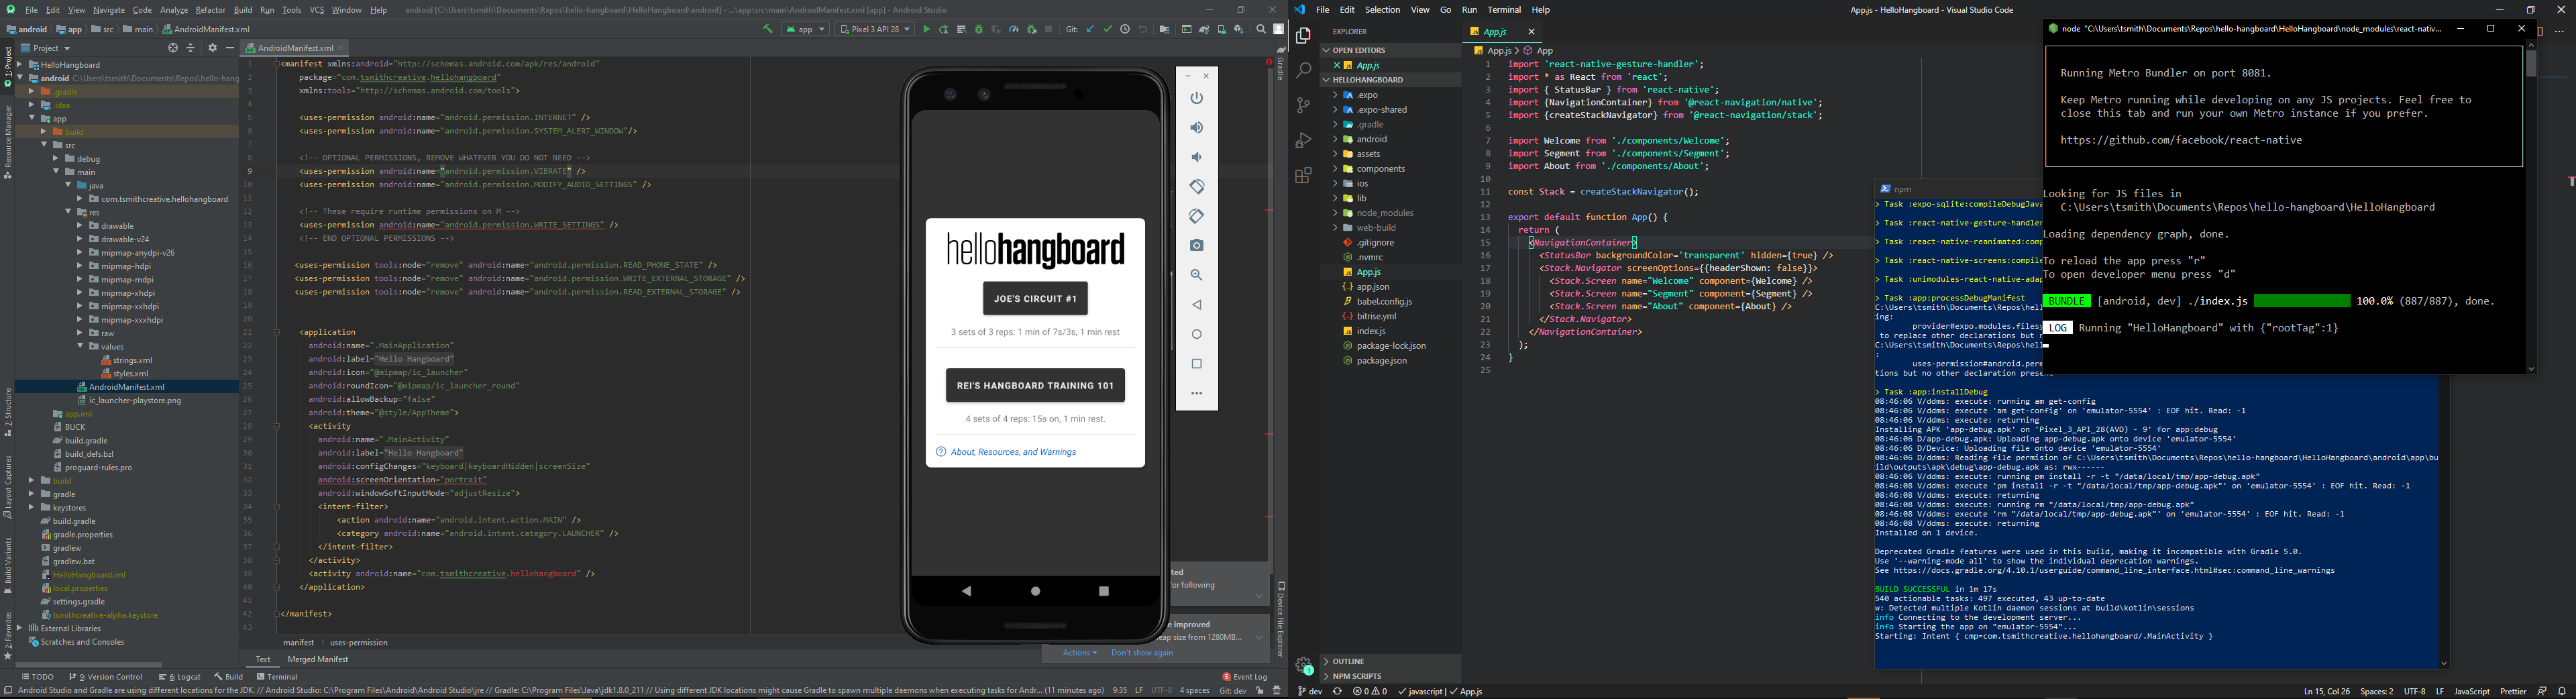 File Edit View Navigate Code Analyze Refactor Build Run Tools VCS Window Help
android [C:\Users\tsmith\Documents\Repos\hello-hangboard\HelloHangboard\android] - ...\app\src\main\AndroidManifest.xml [app] - Android Studio
android app src main AndroidManifest.xml
app Pixel 3 API 28 Git:
Project
AndroidManifest.xml
HelloHangboard
android C:\Users\tsmith\Documents\Repos\hello-hang
.gradle
.idea
app
build
src
debug
main
java
com.tsmithcreative.hellohangboard
res
drawable
drawable-v24
mipmap-anydpi-v26
mipmap-hdpi
mipmap-mdpi
mipmap-xhdpi
mipmap-xxhdpi
mipmap-xxxhdpi
raw
values
strings.xml
styles.xml
AndroidManifest.xml
ic_launcher-playstore.png
app.iml
BUCK
build.gradle
build_defs.bzl
proguard-rules.pro
build
gradle
keystores
build.gradle
gradle.properties
gradlew
gradlew.bat
HelloHangboard.iml
local.properties
settings.gradle
tsmithcreative-alpha.keystore
External Libraries
Scratches and Consoles
1: Project
Resource Manager
Z: Structure
Layout Captures
Build Variants
2: Favorites
1 <manifest xmlns:android="http://schemas.android.com/apk/res/android"
2 package="com.tsmithcreative.hellohangboard"
3 xmlns:tools="http://schemas.android.com/tools">
4
5 <uses-permission android:name="android.permission.INTERNET" />
6 <uses-permission android:name="android.permission.SYSTEM_ALERT_WINDOW"/>
7
8 <!-- OPTIONAL PERMISSIONS, REMOVE WHATEVER YOU DO NOT NEED -->
9 <uses-permission android:name="android.permission.VIBRATE" />
10 <uses-permission android:name="android.permission.MODIFY_AUDIO_SETTINGS" />
11
12 <!-- These require runtime permissions on M -->
13 <uses-permission android:name="android.permission.WRITE_SETTINGS" />
14 <!-- END OPTIONAL PERMISSIONS -->
15
16 <uses-permission tools:node="remove" android:name="android.permission.READ_PHONE_STATE" />
17 <uses-permission tools:node="remove" android:name="android.permission.WRITE_EXTERNAL_STORAGE" />
18 <uses-permission tools:node="remove" android:name="android.permission.READ_EXTERNAL_STORAGE" />
19
20
21 <application
22 android:name=".MainApplication"
23 android:label="Hello Hangboard"
24 android:icon="@mipmap/ic_launcher"
25 android:roundIcon="@mipmap/ic_launcher_round"
26 android:allowBackup="false"
27 android:theme="@style/AppTheme">
28 <activity
29 android:name=".MainActivity"
30 android:label="Hello Hangboard"
31 android:configChanges="keyboard|keyboardHidden|screenSize"
32 android:screenOrientation="portrait"
33 android:windowSoftInputMode="adjustResize">
34 <intent-filter>
35 <action android:name="android.intent.action.MAIN" />
36 <category android:name="android.intent.category.LAUNCHER" />
37 </intent-filter>
38 </activity>
39 <activity android:name="com.tsmithcreative.hellohangboard" />
40 </application>
41
42 </manifest>
43
manifest › uses-permission
Text Merged Manifest
TODO 9: Version Control 6: Logcat Build Terminal
Event Log
Android Studio and Gradle are using different locations for the JDK. // Android Studio: C:\Program Files\Android\Android Studio\jre // Gradle: C:\Program Files\Java\jdk1.8.0_211 // Using different JDK locations might cause Gradle to spawn multiple daemons when executing tasks for Andr... (11 minutes ago)
9:35 LF UTF-8 4 spaces Git: dev
Gradle
Device File Explorer
hellohangboard
JOE'S CIRCUIT #1
3 sets of 3 reps: 1 min of 7s/3s, 1 min rest
REI'S HANGBOARD TRAINING 101
4 sets of 4 reps: 15s on, 1 min rest.
About, Resources, and Warnings
ted
for following
e improved
eap size from 1280MB...
Actions Don't show again
File Edit Selection View Go Run Terminal Help
App.js - HelloHangboard - Visual Studio Code
EXPLORER
OPEN EDITORS
App.js
HELLOHANGBOARD
.expo
.expo-shared
.gradle
android
assets
components
ios
lib
node_modules
web-build
.gitignore
.nvmrc
App.js
app.json
babel.config.js
bitrise.yml
index.js
package-lock.json
package.json
OUTLINE
NPM SCRIPTS
App.js
App.js > App
1 import 'react-native-gesture-handler';
2 import * as React from 'react';
3 import { StatusBar } from 'react-native';
4 import {NavigationContainer} from '@react-navigation/native';
5 import {createStackNavigator} from '@react-navigation/stack';
6
7 import Welcome from './components/Welcome';
8 import Segment from './components/Segment';
9 import About from './components/About';
10
11 const Stack = createStackNavigator();
12
13 export default function App() {
14 return (
15 <NavigationContainer>
16 <StatusBar backgroundColor='transparent' hidden={true} />
17 <Stack.Navigator screenOptions={{headerShown: false}}>
18 <Stack.Screen name="Welcome" component={Welcome} />
19 <Stack.Screen name="Segment" component={Segment} />
20 <Stack.Screen name="About" component={About} />
21 </Stack.Navigator>
22 </NavigationContainer>
23 );
24 }
25
dev 0 0 javascript | App.js
Ln 15, Col 26 Spaces: 2 UTF-8 LF JavaScript Prettier
npm
> Task :expo-sqlite:compileDebugJava
> Task :react-native-gesture-handler
> Task :react-native-reanimated:comp
> Task :react-native-screens:compile
> Task :unimodules-react-native-adap
> Task :app:processDebugManifest
C:\Users\tsmith\Documents\Repos\hell
ing:
provider#expo.modules.filesy
to replace other declarations but n
C:\Users\tsmith\Documents\Repos\hell
:
uses-permission#android.perm
tions but no other declaration present
> Task :app:installDebug
08:46:06 V/ddms: execute: running am get-config
08:46:06 V/ddms: execute 'am get-config' on 'emulator-5554' : EOF hit. Read: -1
08:46:06 V/ddms: execute: returning
Installing APK 'app-debug.apk' on 'Pixel_3_API_28(AVD) - 9' for app:debug
08:46:06 D/app-debug.apk: Uploading app-debug.apk onto device 'emulator-5554'
08:46:06 D/Device: Uploading file onto device 'emulator-5554'
08:46:06 D/ddms: Reading file permision of C:\Users\tsmith\Documents\Repos\hello-hangboard\HelloHangboard\android\app\bu
ild\outputs\apk\debug\app-debug.apk as: rwx------
08:46:06 V/ddms: execute: running pm install -r -t "/data/local/tmp/app-debug.apk"
08:46:08 V/ddms: execute 'pm install -r -t "/data/local/tmp/app-debug.apk"' on 'emulator-5554' : EOF hit. Read: -1
08:46:08 V/ddms: execute: returning
08:46:08 V/ddms: execute: running rm "/data/local/tmp/app-debug.apk"
08:46:08 V/ddms: execute 'rm "/data/local/tmp/app-debug.apk"' on 'emulator-5554' : EOF hit. Read: -1
08:46:08 V/ddms: execute: returning
Installed on 1 device.
Deprecated Gradle features were used in this build, making it incompatible with Gradle 5.0.
Use '--warning-mode all' to show the individual deprecation warnings.
See https://docs.gradle.org/4.10.1/userguide/command_line_interface.html#sec:command_line_warnings
BUILD SUCCESSFUL in 1m 17s
540 actionable tasks: 497 executed, 43 up-to-date
w: Detected multiple Kotlin daemon sessions at build\kotlin\sessions
info Connecting to the development server...
info Starting the app on "emulator-5554"...
Starting: Intent { cmp=com.tsmithcreative.hellohangboard/.MainActivity }
node "C:\Users\tsmith\Documents\Repos\hello-hangboard\HelloHangboard\node_modules\react-nativ...
Running Metro Bundler on port 8081.
Keep Metro running while developing on any JS projects. Feel free to
close this tab and run your own Metro instance if you prefer.
https://github.com/facebook/react-native
Looking for JS files in
C:\Users\tsmith\Documents\Repos\hello-hangboard\HelloHangboard
Loading dependency graph, done.
To reload the app press "r"
To open developer menu press "d"
BUNDLE [android, dev] ./index.js 100.0% (887/887), done.
LOG Running "HelloHangboard" with {"rootTag":1}